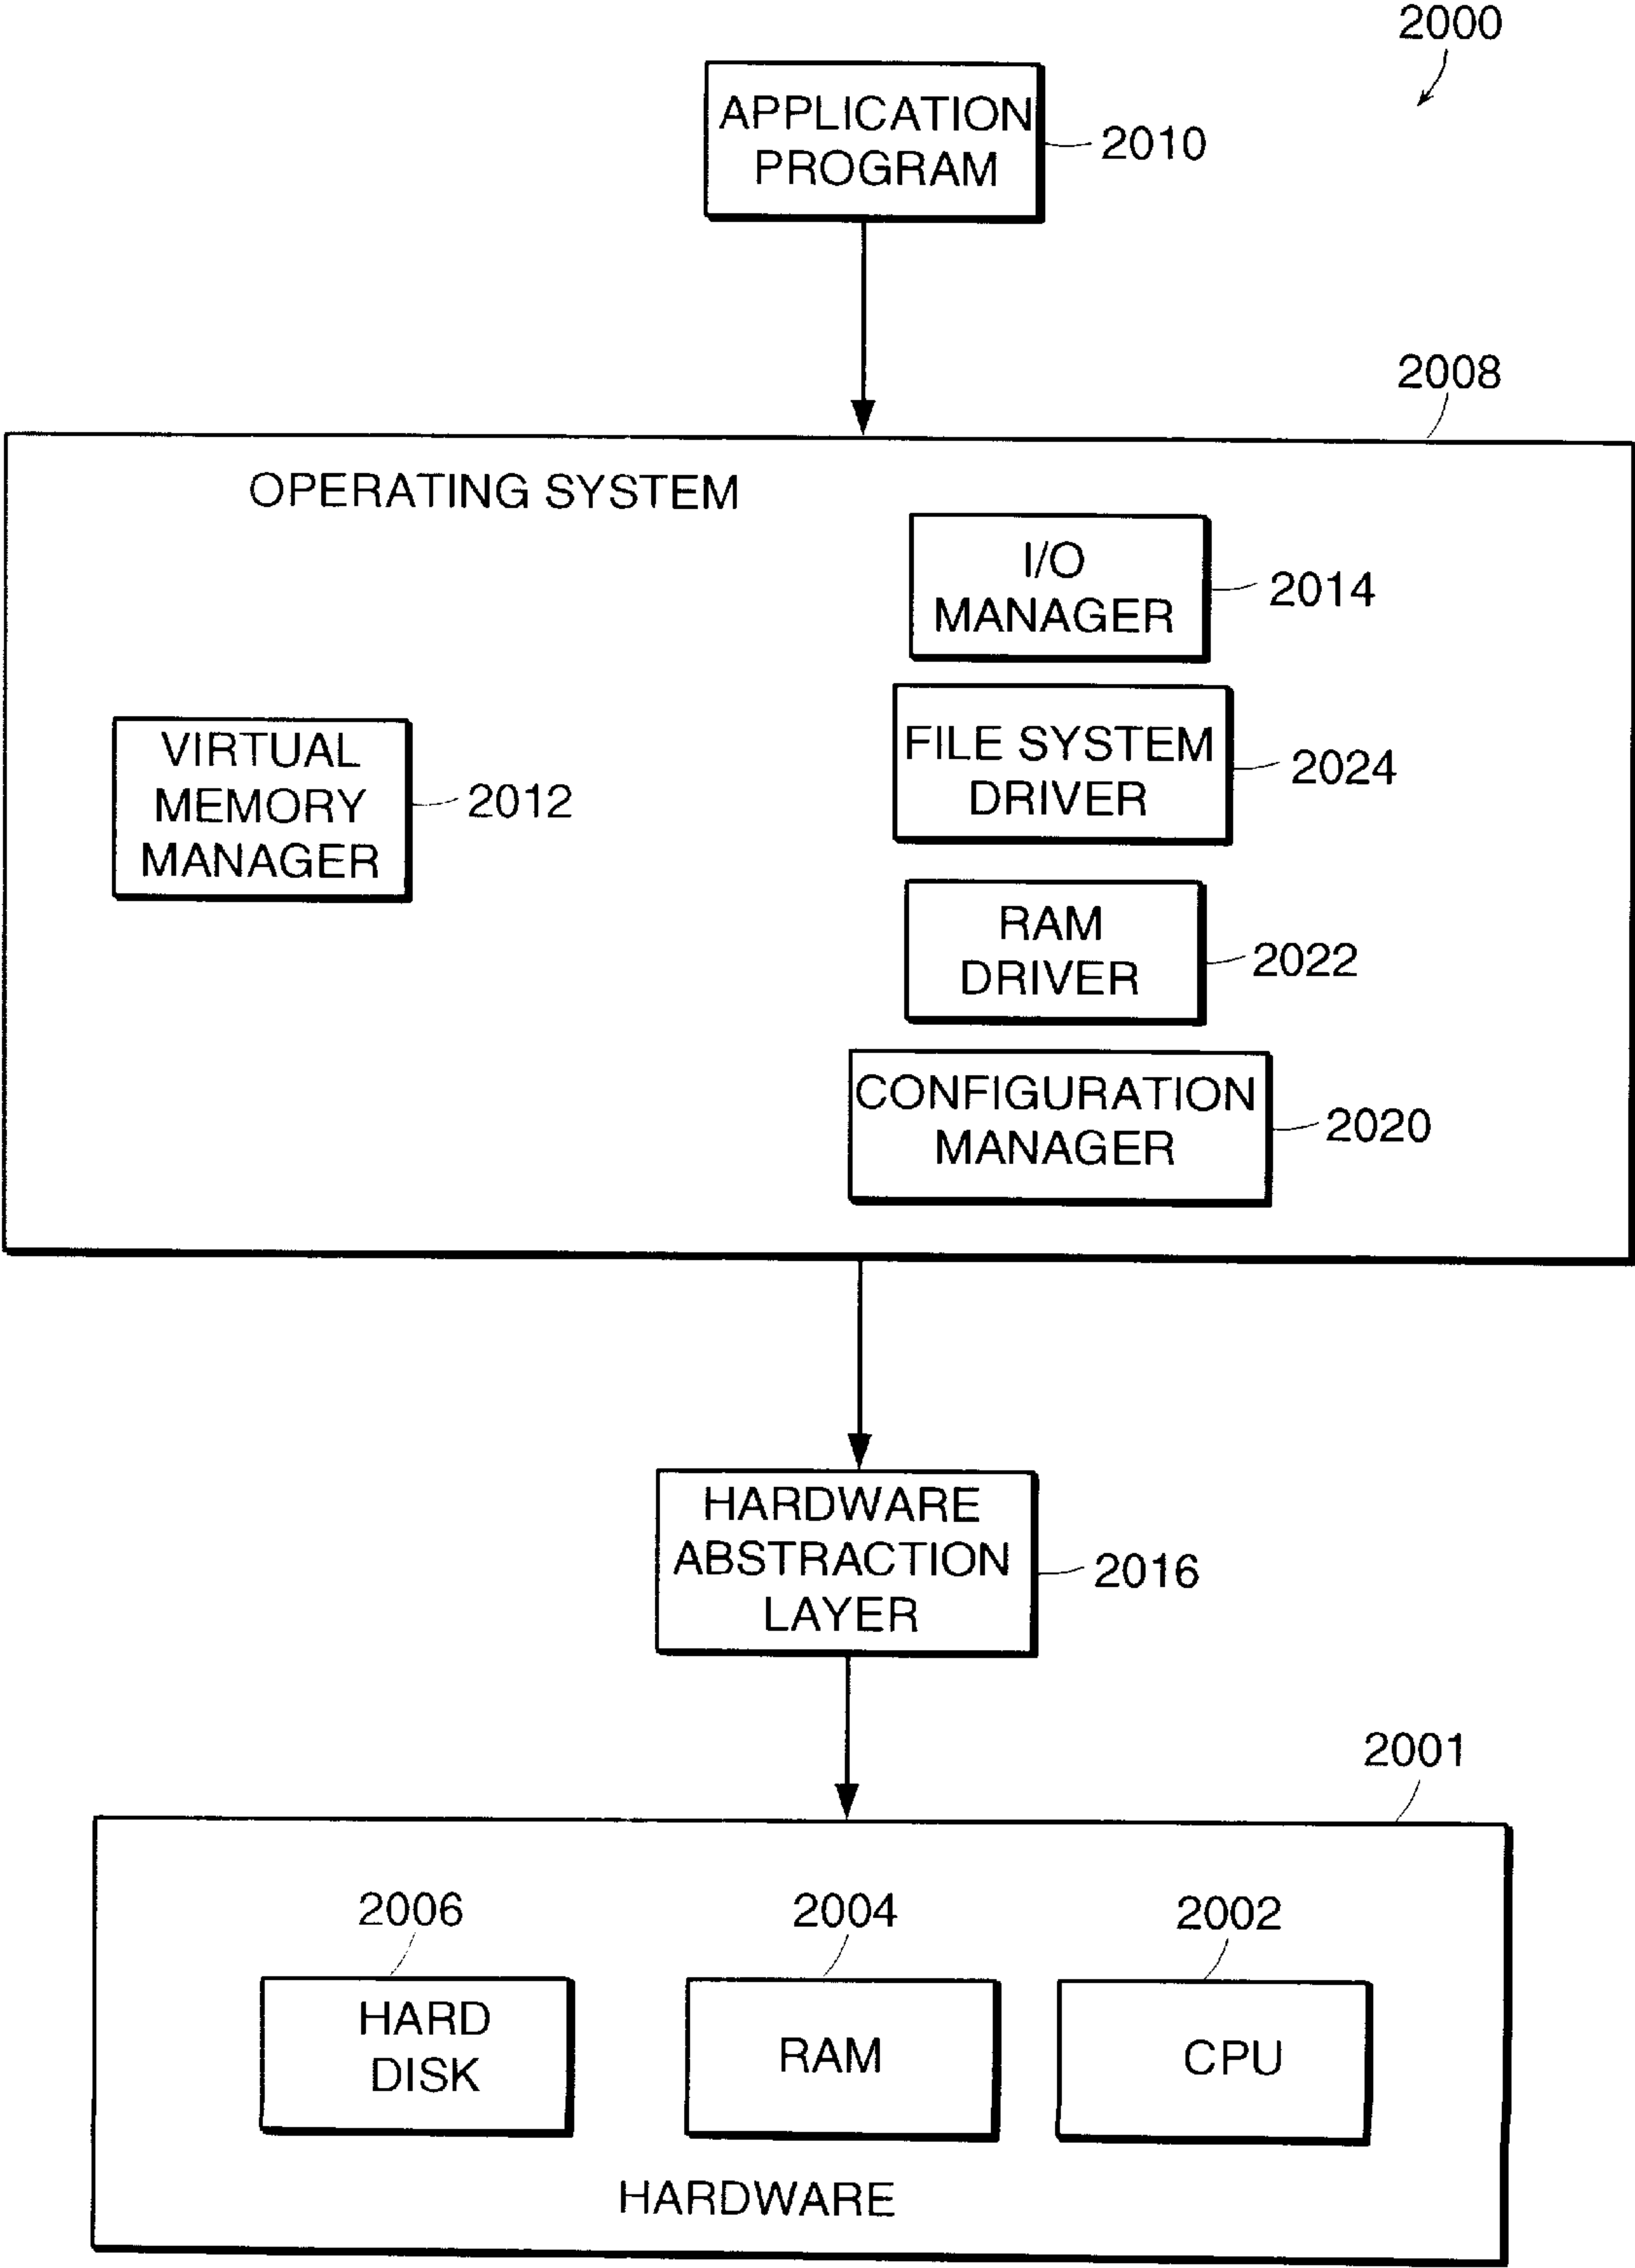 2000
APPLICATION
PROGRAM
2010
2008
OPERATING SYSTEM
I/O
MANAGER
2014
FILE SYSTEM
DRIVER
2024
VIRTUAL
MEMORY
MANAGER
2012
RAM
DRIVER
2022
CONFIGURATION
MANAGER
2020
HARDWARE
ABSTRACTION
LAYER
2016
2001
2006
2004
2002
HARD
DISK
RAM
CPU
HARDWARE